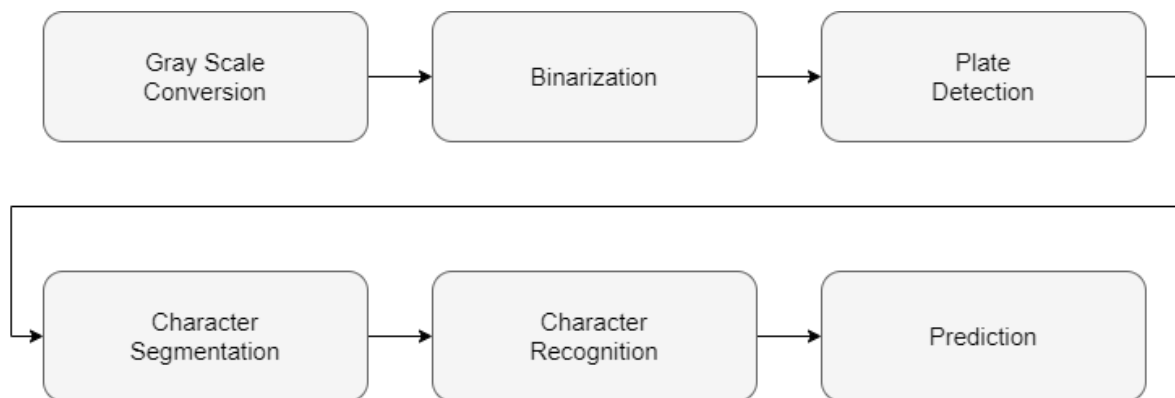 Gray Scale
Conversion
Binarization
Plate
Detection
Character
Segmentation
Character
Recognition
Prediction